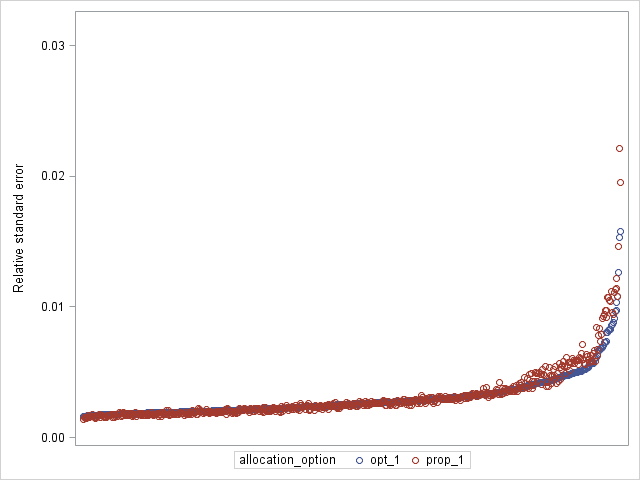 0.03
0.02
Relative standard error
0.01
0.00
allocation_option opt_1 prop_1